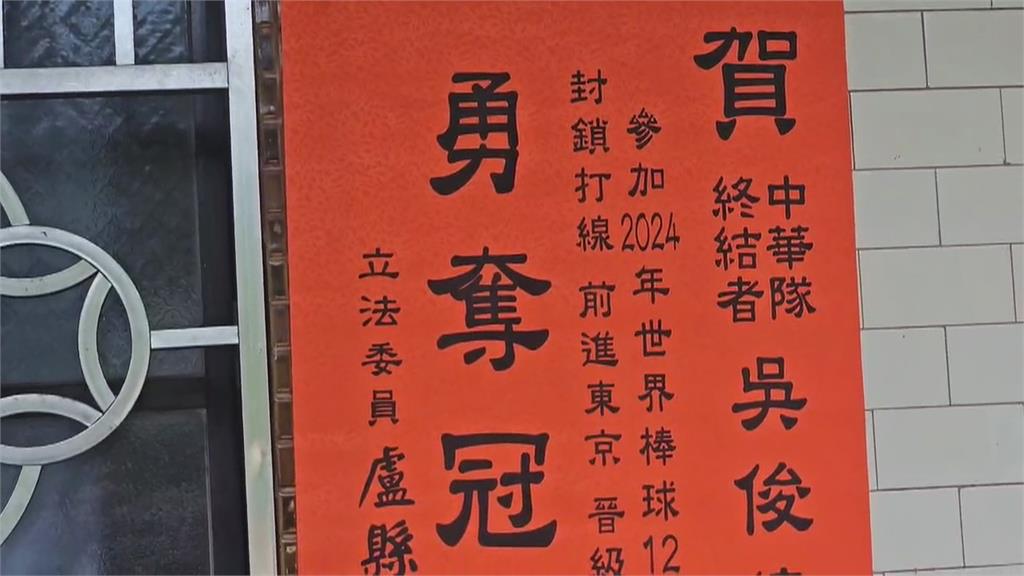 賀
中華隊
終結者
吳俊
參加2024年世界棒球12
封鎖打線 前進東京 晉級
勇奪冠
立法委員 盧縣